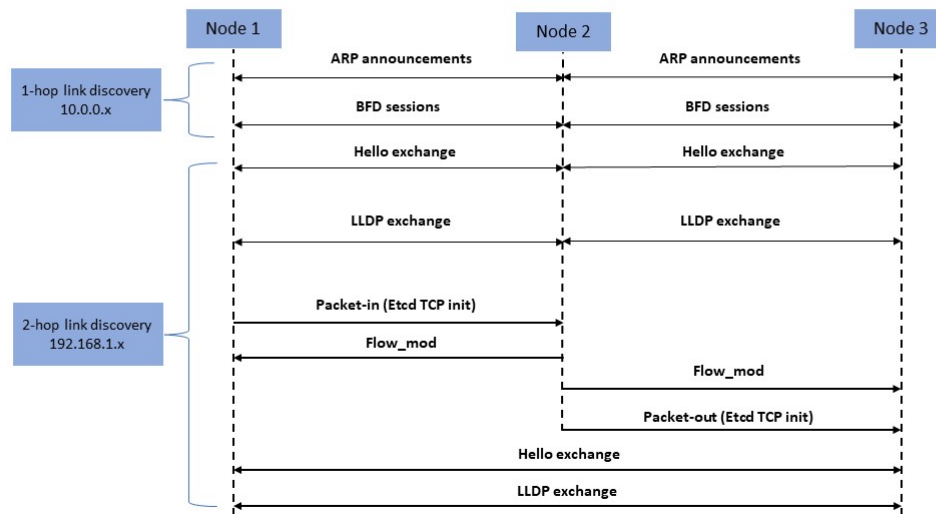 Node 1
Node 2
Node 3
ARP announcements
ARP announcements
1-hop link discovery
10.0.0.x
BFD sessions
BFD sessions
Hello exchange
Hello exchange
LLDP exchange
LLDP exchange
2-hop link discovery
192.168.1.x
Packet-in (Etcd TCP init)
Flow_mod
Flow_mod
Packet-out (Etcd TCP init)
Hello exchange
LLDP exchange